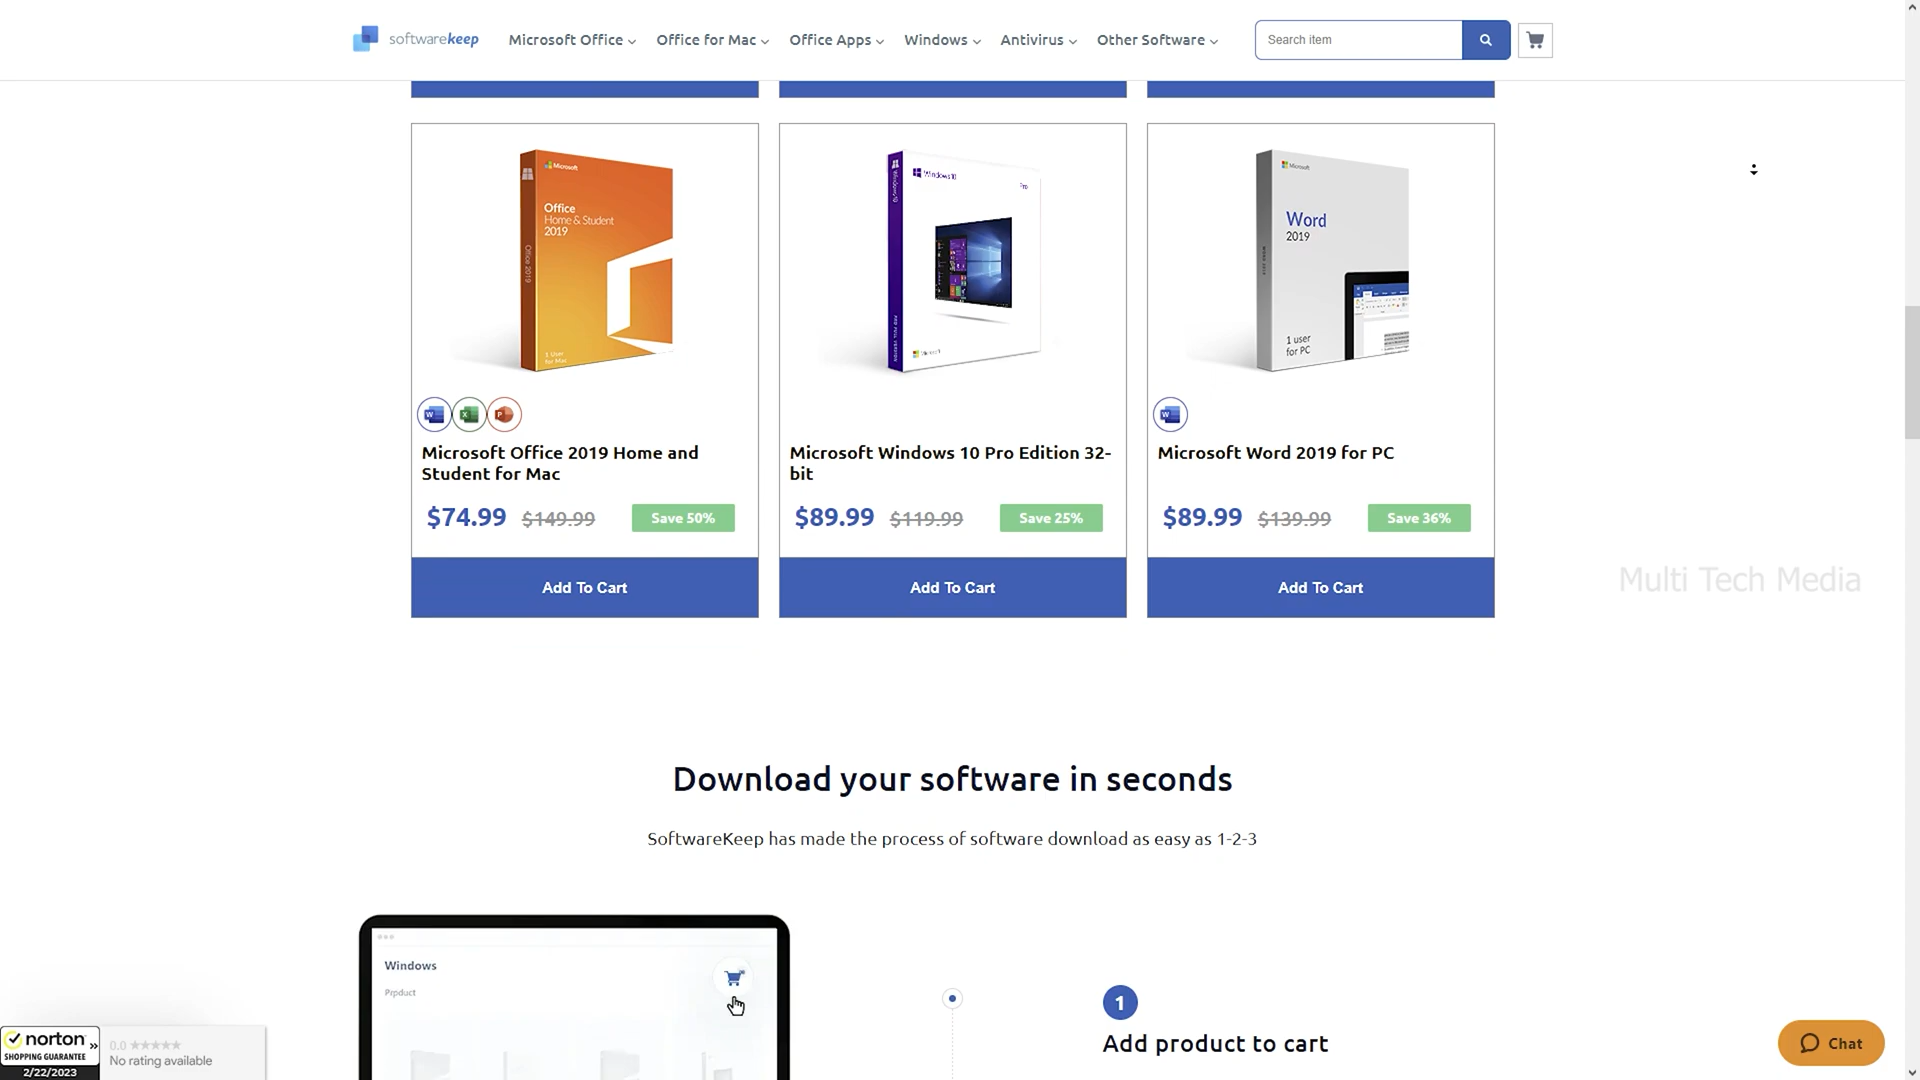 softwarekeep
Microsoft Office
Office for Mac
Office Apps
Windows
Antivirus
Other Software
Search item
Microsoft
Office
Home & Student
2019
Office 2019
1 User
for Mac
Windows 10
Pro
Microsoft
Microsoft
Word
2019
1 user
for PC
Microsoft Office 2019 Home and
Student for Mac
$74.99 $149.99 Save 50%
Add To Cart
Microsoft Windows 10 Pro Edition 32-
bit
$89.99 $119.99 Save 25%
Add To Cart
Microsoft Word 2019 for PC
$89.99 $139.99 Save 36%
Add To Cart
Multi Tech Media
Download your software in seconds
SoftwareKeep has made the process of software download as easy as 1-2-3
Windows
Prpduct
1
Add product to cart
norton »
SHOPPING GUARANTEE
2/22/2023
0.0 ★★★★★
No rating available
Chat